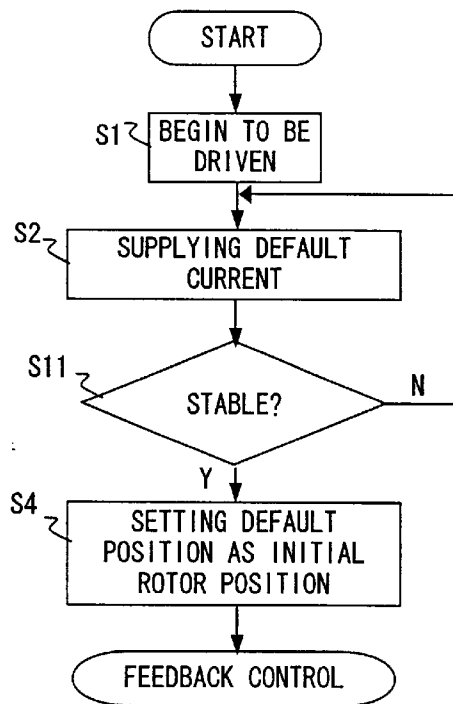 START
S1
BEGIN TO BE
DRIVEN
S2
SUPPLYING DEFAULT
CURRENT
S11
STABLE?
N
Y
S4
SETTING DEFAULT
POSITION AS INITIAL
ROTOR POSITION
FEEDBACK CONTROL